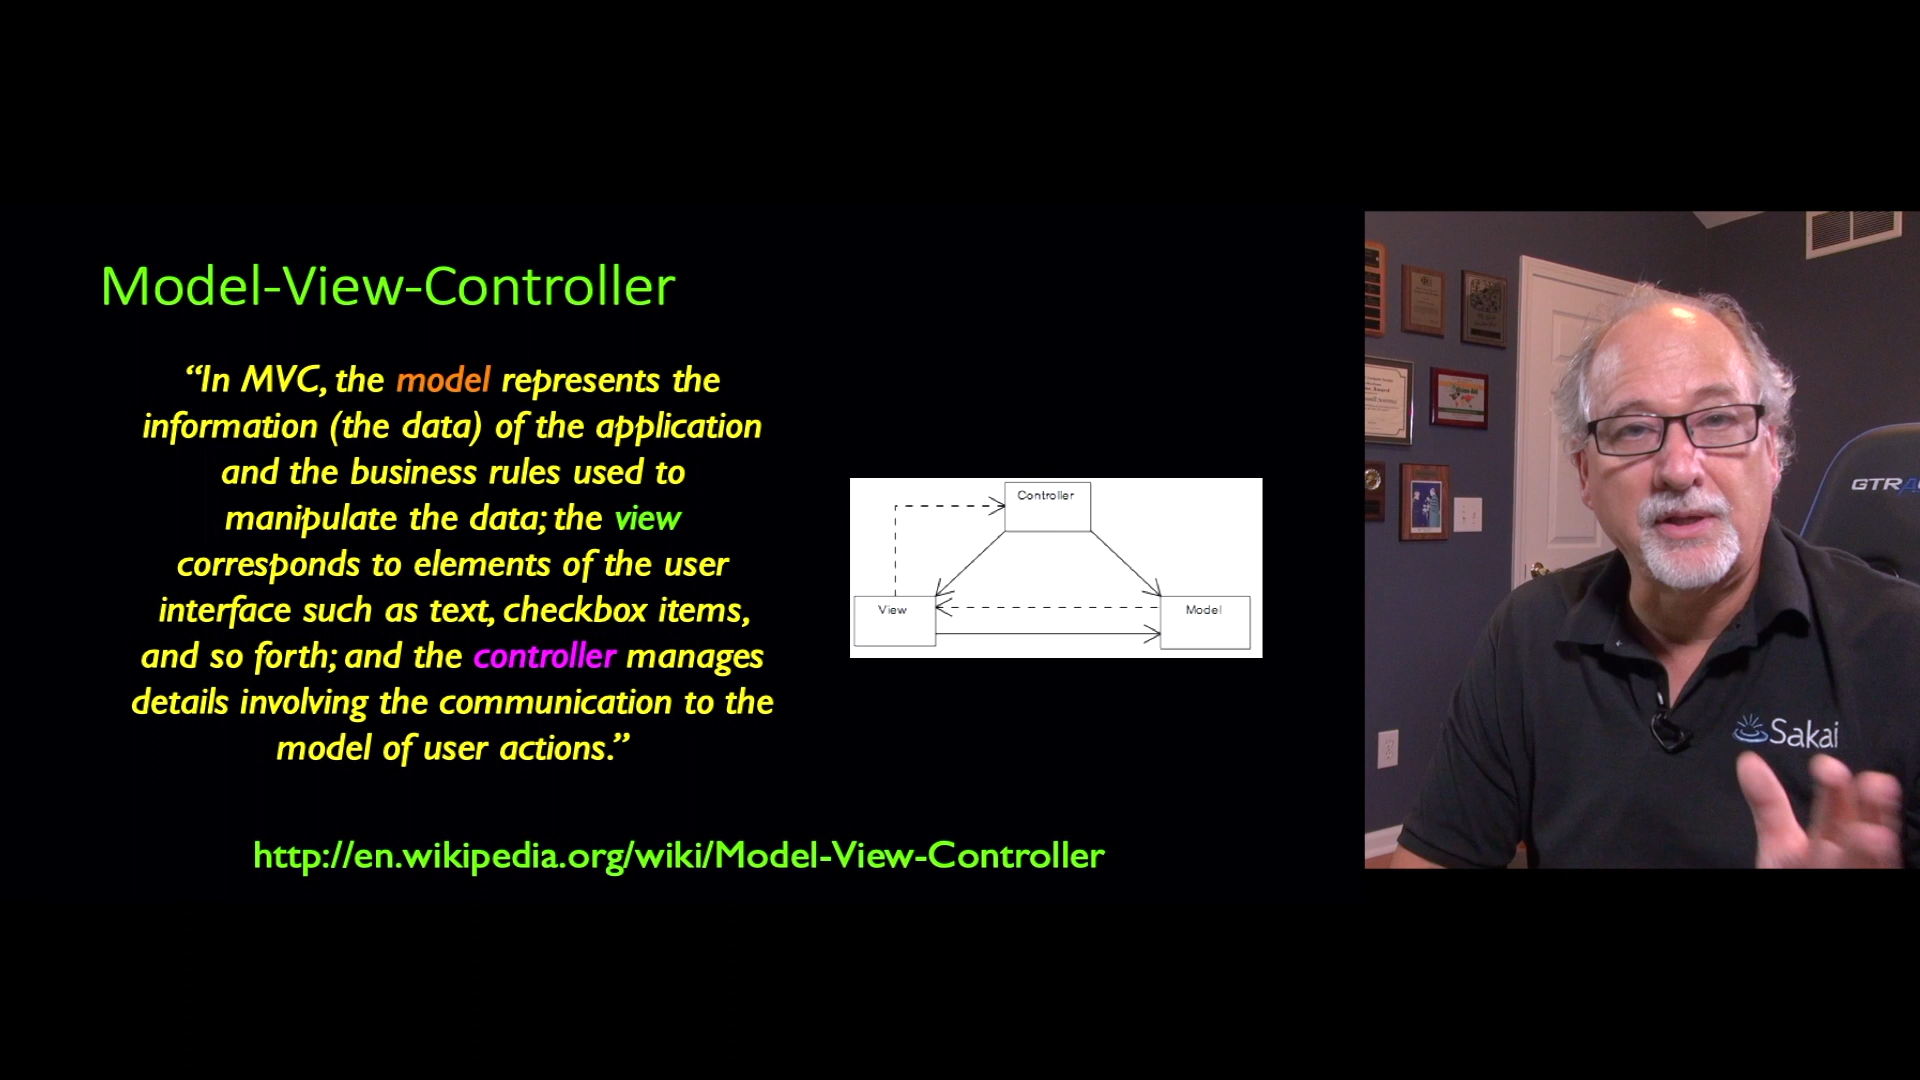 Model-View-Controller
“In MVC, the model represents the
information (the data) of the application
and the business rules used to
manipulate the data; the view
corresponds to elements of the user
interface such as text, checkbox items,
and so forth; and the controller manages
details involving the communication to the
model of user actions.”
Controller
View
Model
http://en.wikipedia.org/wiki/Model-View-Controller
Sakai